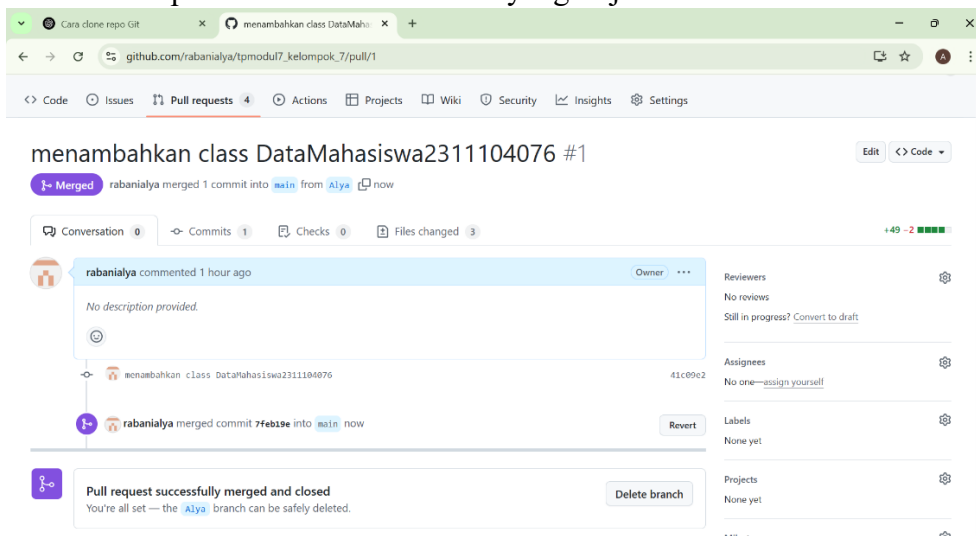 Cara clone repo Git
menambahkan class DataMaha
github.com/rabanialya/tpmodul7_kelompok_7/pull/1
A
Code Issues Pull requests 4 Actions Projects Wiki Security Insights Settings
menambahkan class DataMahasiswa2311104076 #1
Edit <> Code
Merged rabanialya merged 1 commit into main from Alya now
Conversation 0 Commits 1 Checks 0 Files changed 3
+49 −2
rabanialya commented 1 hour ago Owner ...
No description provided.
menambahkan class DataMahasiswa2311104076 41c09e2
rabanialya merged commit 7feb19e into main now Revert
Pull request successfully merged and closed
You're all set — the Alya branch can be safely deleted.
Delete branch
Reviewers
No reviews
Still in progress? Convert to draft
Assignees
No one—assign yourself
Labels
None yet
Projects
None yet